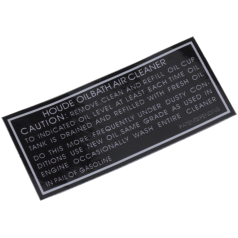 HOUDE OILBATH AIR CLEANER
CAUTION: REMOVE CLEAN AND REFILL OIL CUP
TO INDICATED OIL LEVEL AT LEAST EACH TIME OIL
TANK IS DRAINED AND REFILLED WITH FRESH OIL
DO THIS MORE FREQUENTLY UNDER DUSTY CON-
DITIONS USE NEW OIL SAME GRADE AS USED IN
ENGINE OCCASIONALLY WASH ENTIRE CLEANER
IN PAIL OF GASOLINE